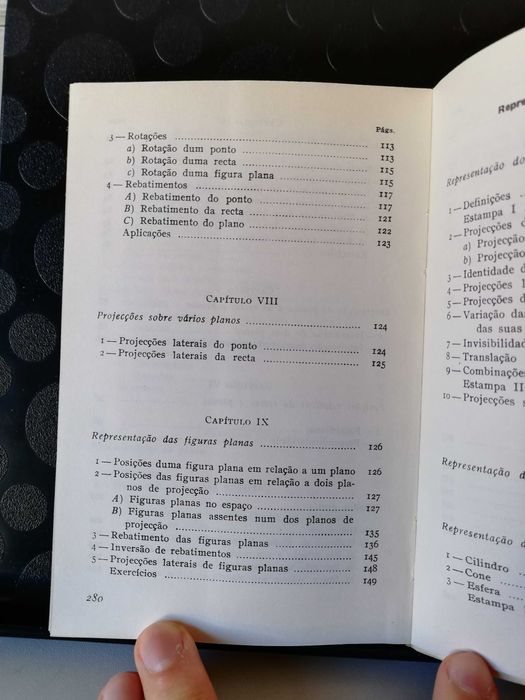 Págs.
3 — Rotações ........ 113
a) Rotação dum ponto ........ 113
b) Rotação duma recta ........ 115
c) Rotação duma figura plana ........ 115
4 — Rebatimentos ........ 117
A) Rebatimento do ponto ........ 117
B) Rebatimento da recta ........ 121
C) Rebatimento do plano ........ 122
Aplicações ........ 123
CAPÍTULO VIII
Projecções sobre vários planos ........ 124
1 — Projecções laterais do ponto ........ 124
2 — Projecções laterais da recta ........ 125
CAPÍTULO IX
Representação das figuras planas ........ 126
1 — Posições duma figura plana em relação a um plano 126
2 — Posições das figuras planas em relação a dois pla-
nos de projecção ........ 127
A) Figuras planas no espaço ........ 127
B) Figuras planas assentes num dos planos de
projecção ........ 135
3 — Rebatimento das figuras planas ........ 136
4 — Inversão de rebatimentos ........ 145
5 — Projecções laterais de figuras planas ........ 148
Exercícios ........ 149
280
Representação do
1 — Definições
Estampa I
2 — Projecções d
a) Projecção
b) Projecção
3 — Identidade d
4 — Projecções
5 — Projecções d
6 — Variação das
das suas
7 — Invisibilidad
8 — Translação
9 — Combinações
Estampa II
10 — Projecções s
Representação d
Representação d
1 — Cilindro
2 — Cone
3 — Esfera
Estampa